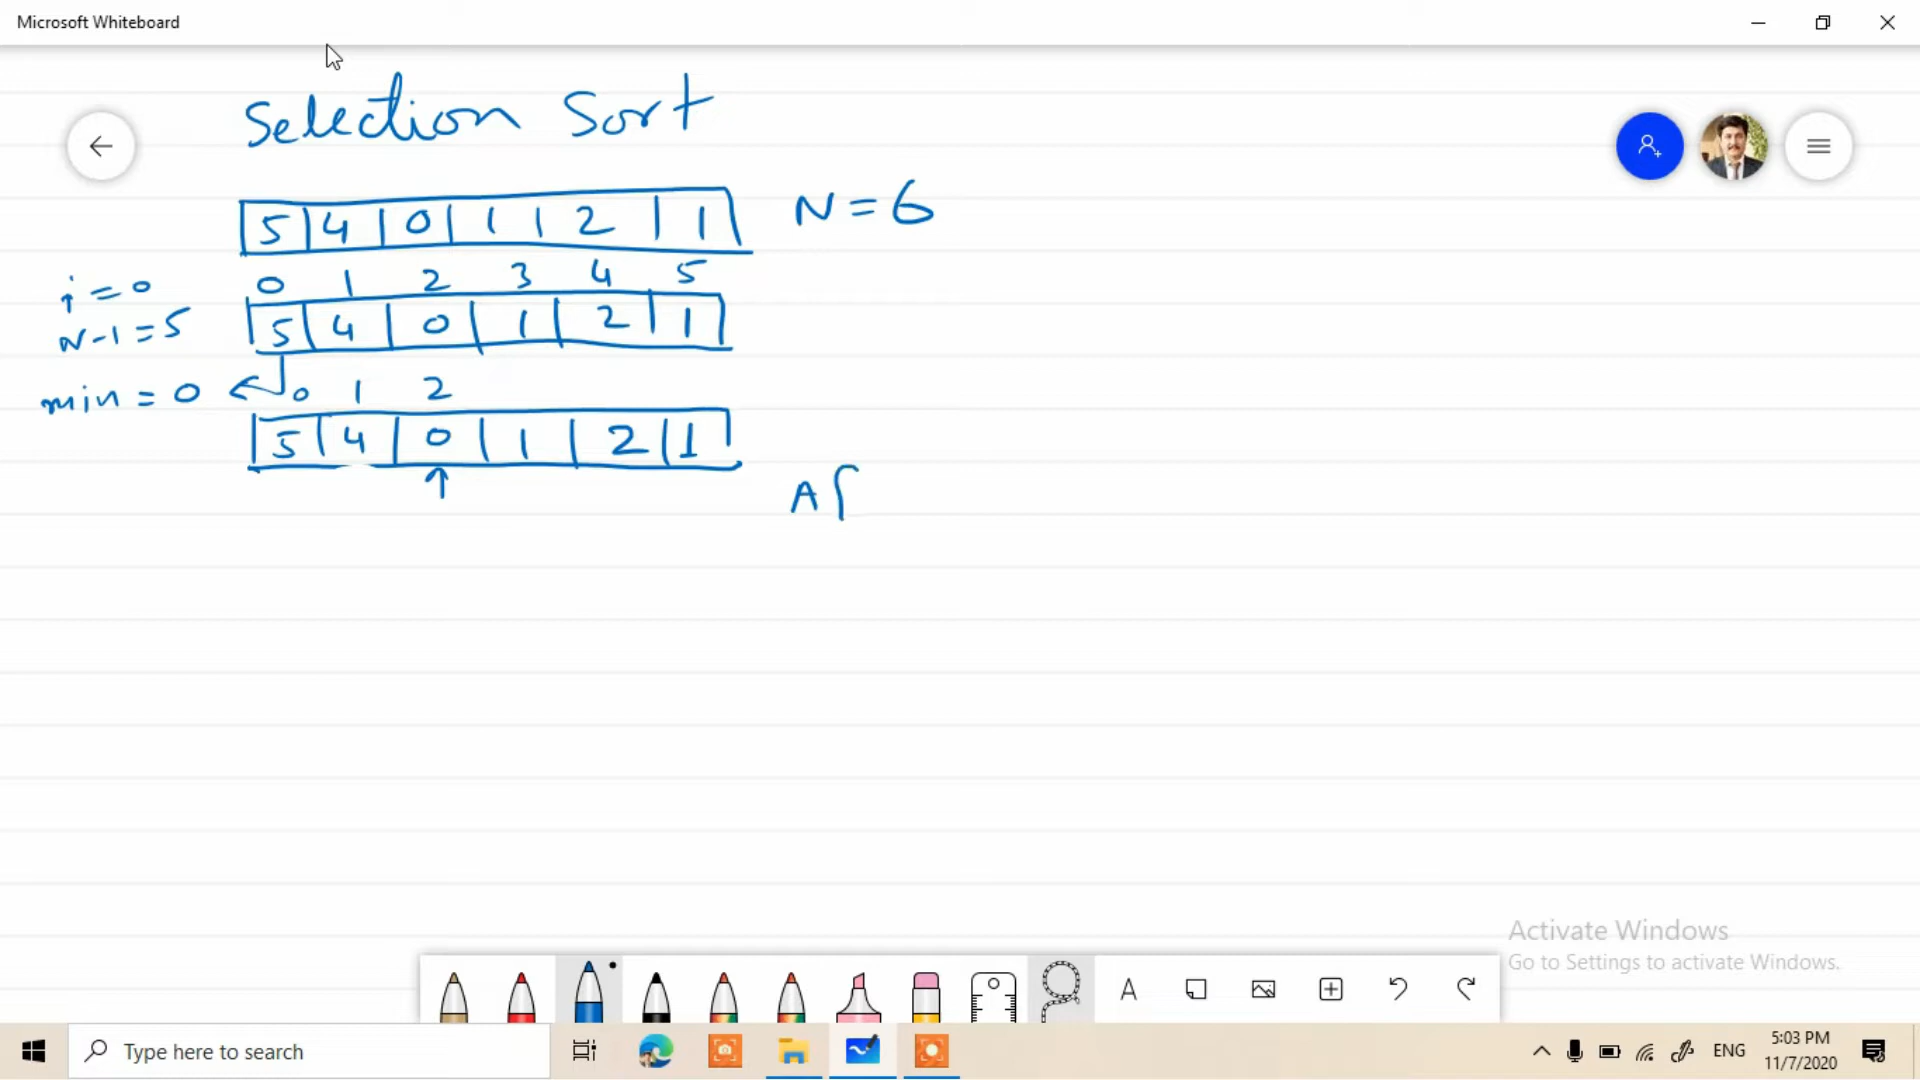 Microsoft Whiteboard
Selection Sort
5 4 0 1 2 1 N = 6
0 1 2 3 4 5
i = 0
5 4 0 1 2 1
N-1 = 5
min = 0 0 1 2
5 4 0 1 2 1
A [
Activate Windows
Go to Settings to activate Windows.
A
Type here to search
ENG
5:03 PM
11/7/2020